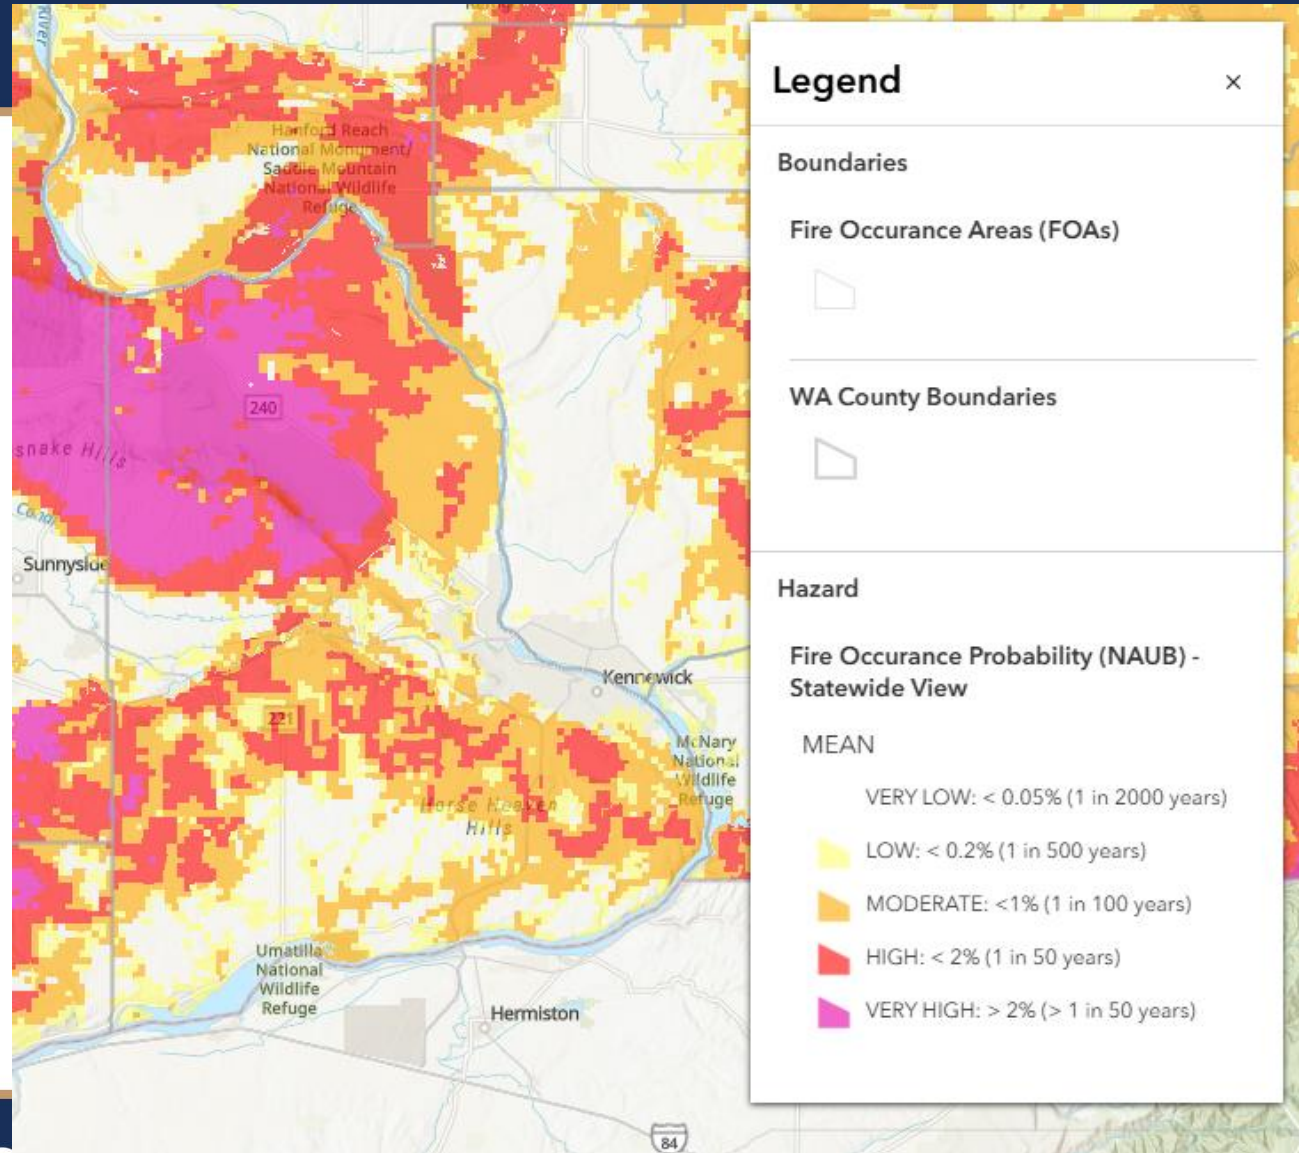 River
Hanford Reach
National Monument/
Saddle Mountain
National Wildlife
Refuge
240
snake Hills
Sunnyside
221
Kennewick
McNary
National
Wildlife
Refuge
Horse Heaven
Hills
Umatilla
National
Wildlife
Refuge
Hermiston
84
Legend
×
Boundaries
Fire Occurance Areas (FOAs)
WA County Boundaries
Hazard
Fire Occurance Probability (NAUB) -
Statewide View
MEAN
VERY LOW: < 0.05% (1 in 2000 years)
LOW: < 0.2% (1 in 500 years)
MODERATE: <1% (1 in 100 years)
HIGH: < 2% (1 in 50 years)
VERY HIGH: > 2% (> 1 in 50 years)